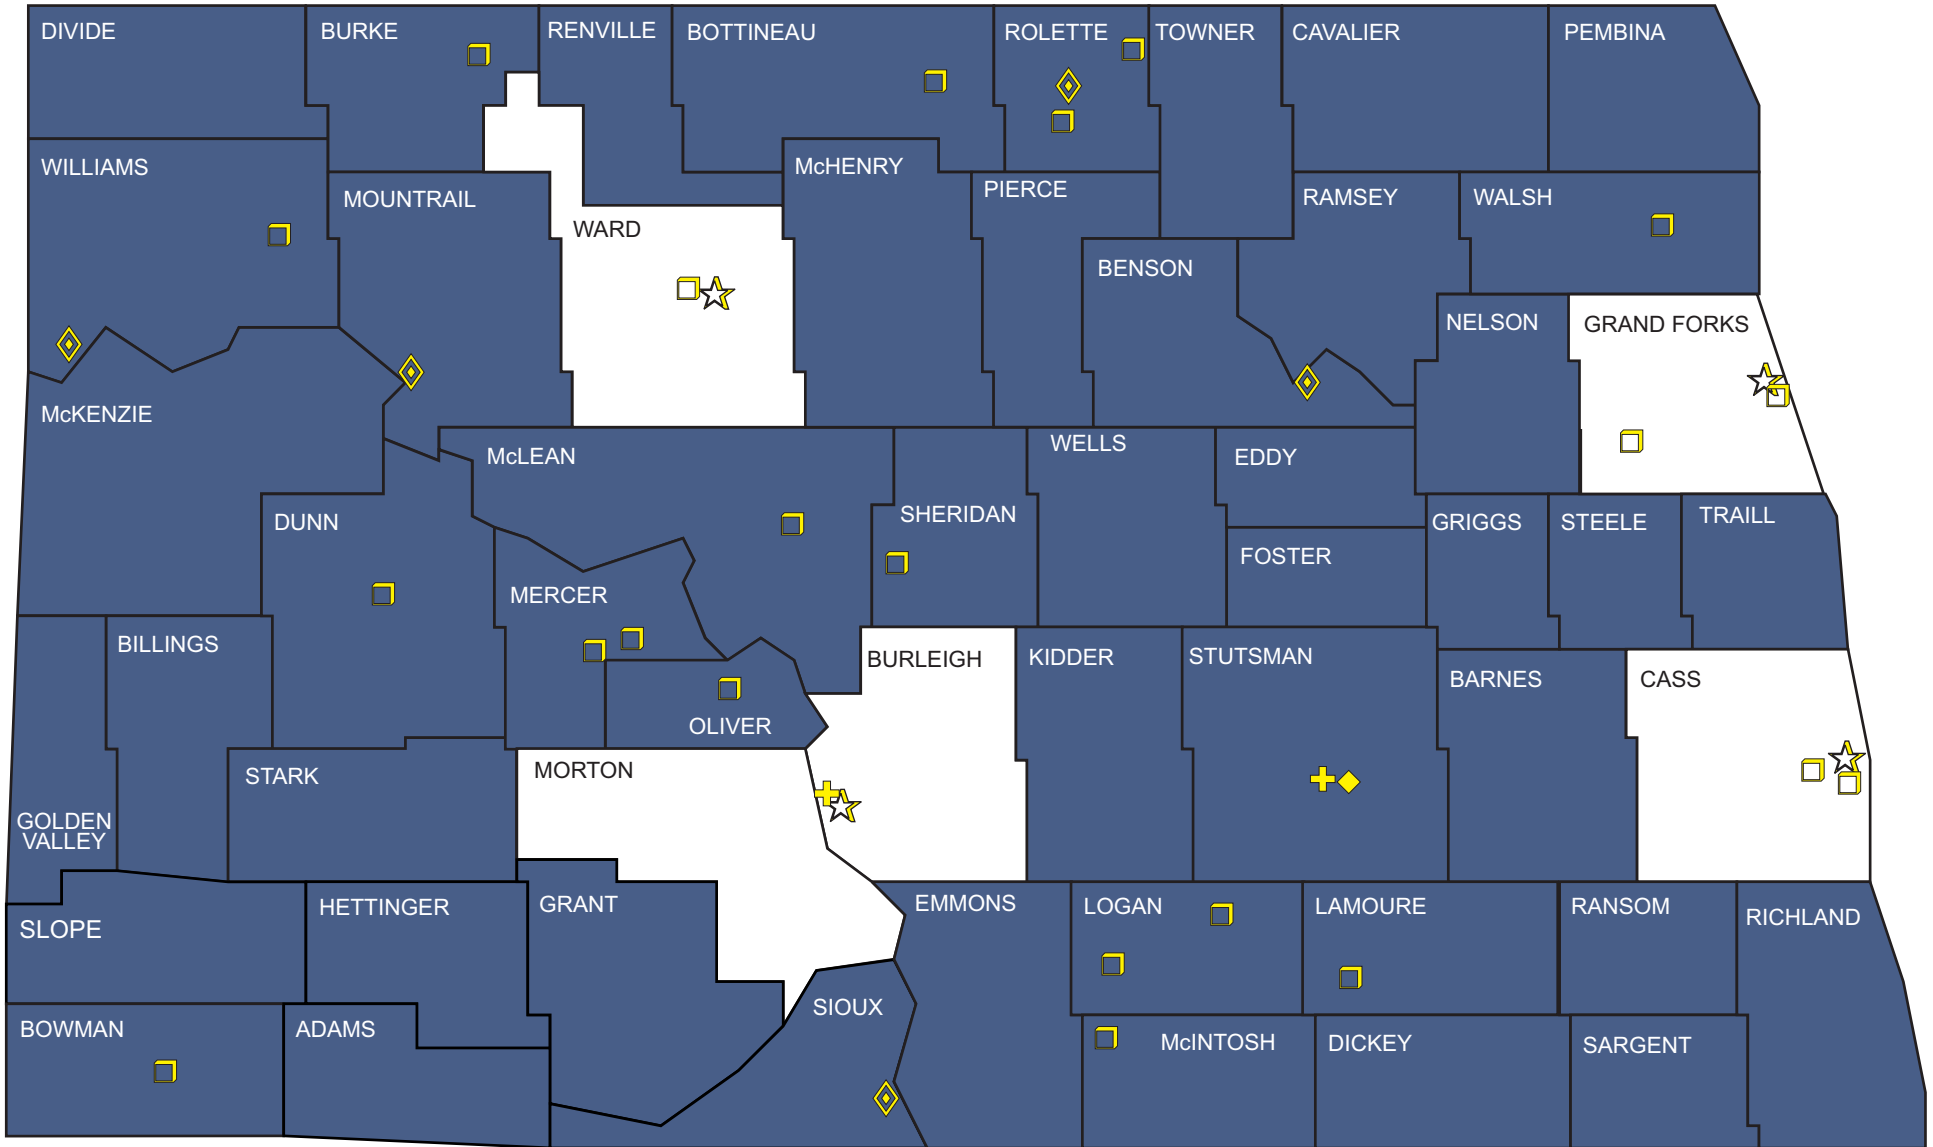 DIVIDE
BURKE
RENVILLE
BOTTINEAU
ROLETTE
TOWNER
CAVALIER
PEMBINA
WILLIAMS
MOUNTRAIL
WARD
McHENRY
PIERCE
BENSON
RAMSEY
WALSH
NELSON
GRAND FORKS
McKENZIE
McLEAN
SHERIDAN
WELLS
EDDY
FOSTER
GRIGGS
STEELE
TRAILL
DUNN
MERCER
OLIVER
BILLINGS
GOLDEN
VALLEY
STARK
MORTON
BURLEIGH
KIDDER
STUTSMAN
BARNES
CASS
SLOPE
HETTINGER
GRANT
SIOUX
EMMONS
LOGAN
LAMOURE
RANSOM
RICHLAND
BOWMAN
ADAMS
McINTOSH
DICKEY
SARGENT